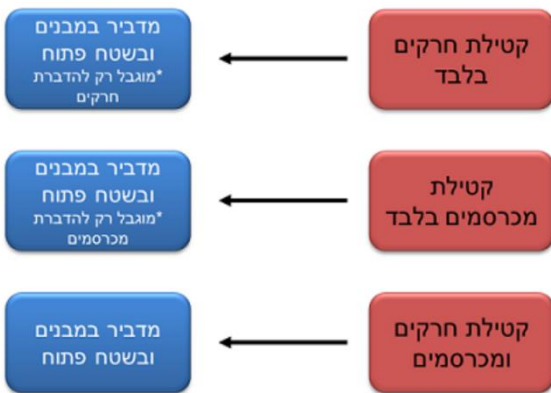 קטילת חרקים
בלבד
מדביר במבנים
ובשטח פתוח
*מוגבל רק להדברת
חרקים
קטילת
מכרסמים בלבד
מדביר במבנים
ובשטח פתוח
*מוגבל רק להדברת
מכרסמים
קטילת חרקים
ומכרסמים
מדביר במבנים
ובשטח פתוח